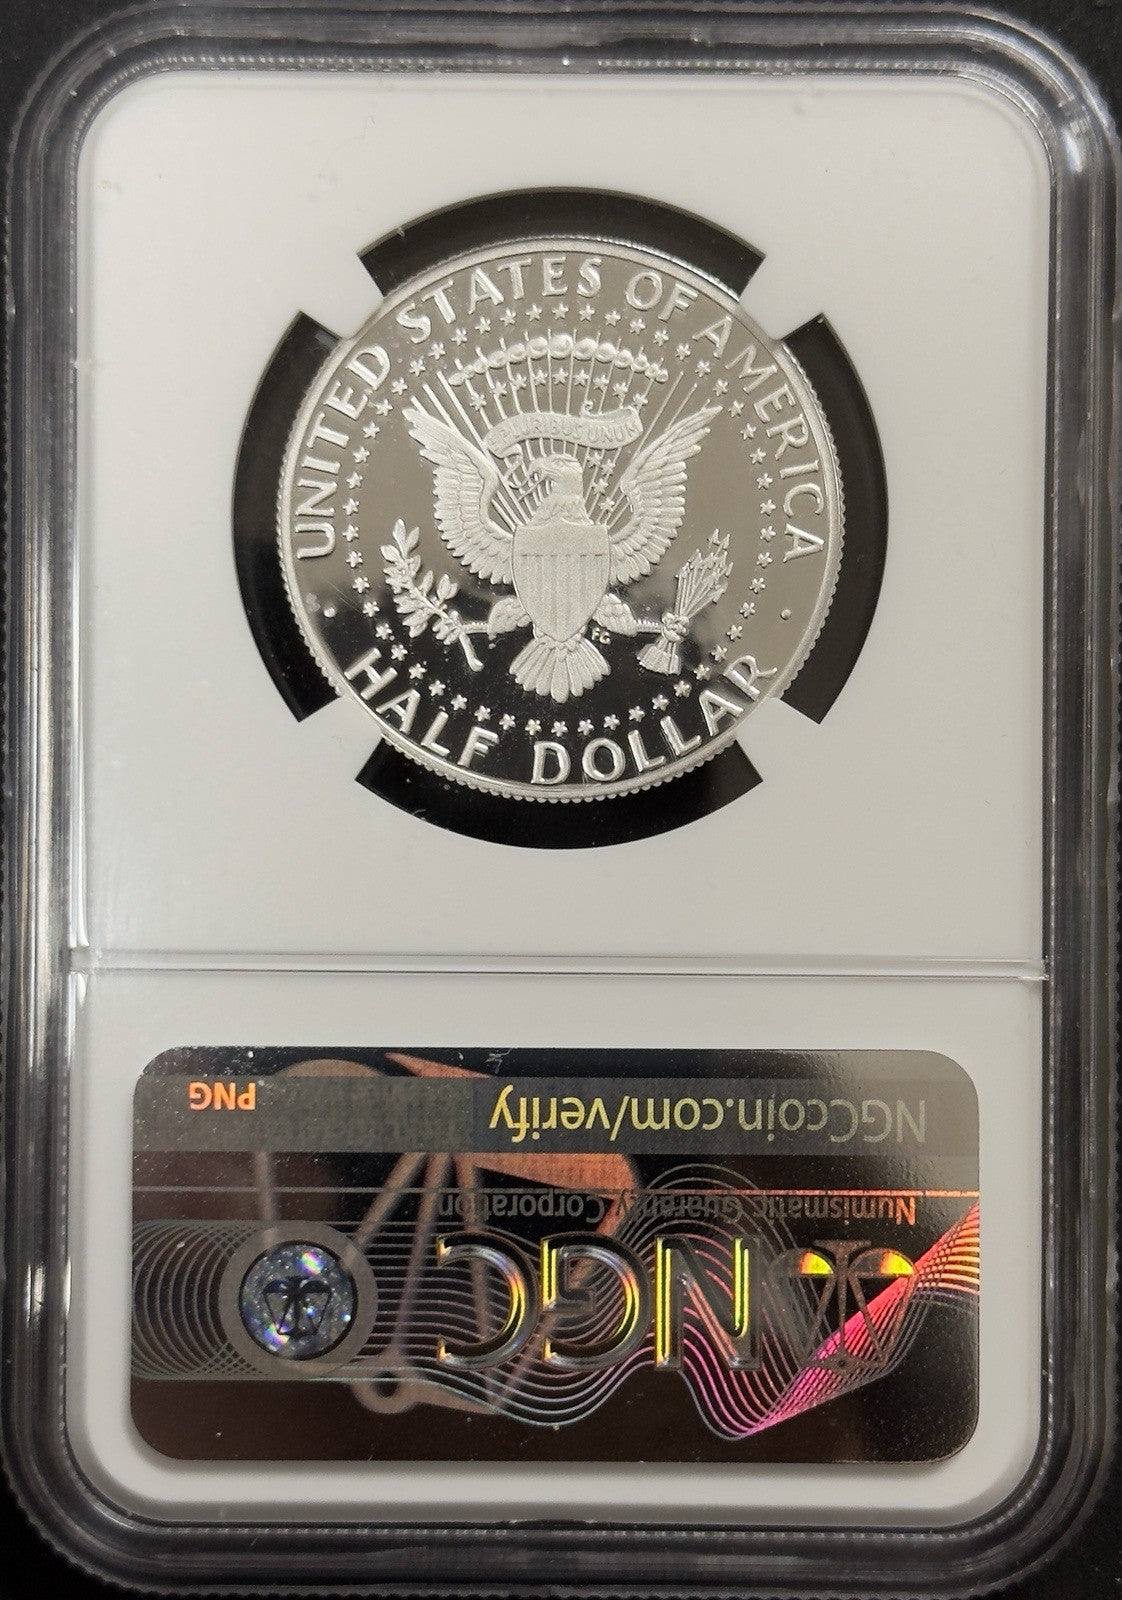 UNITED STATES OF AMERICA
E PLURIBUS UNUM
FG
HALF DOLLAR
NGCcoin.com/verify
PNG
Numismatic Guaranty Corporation
NGC